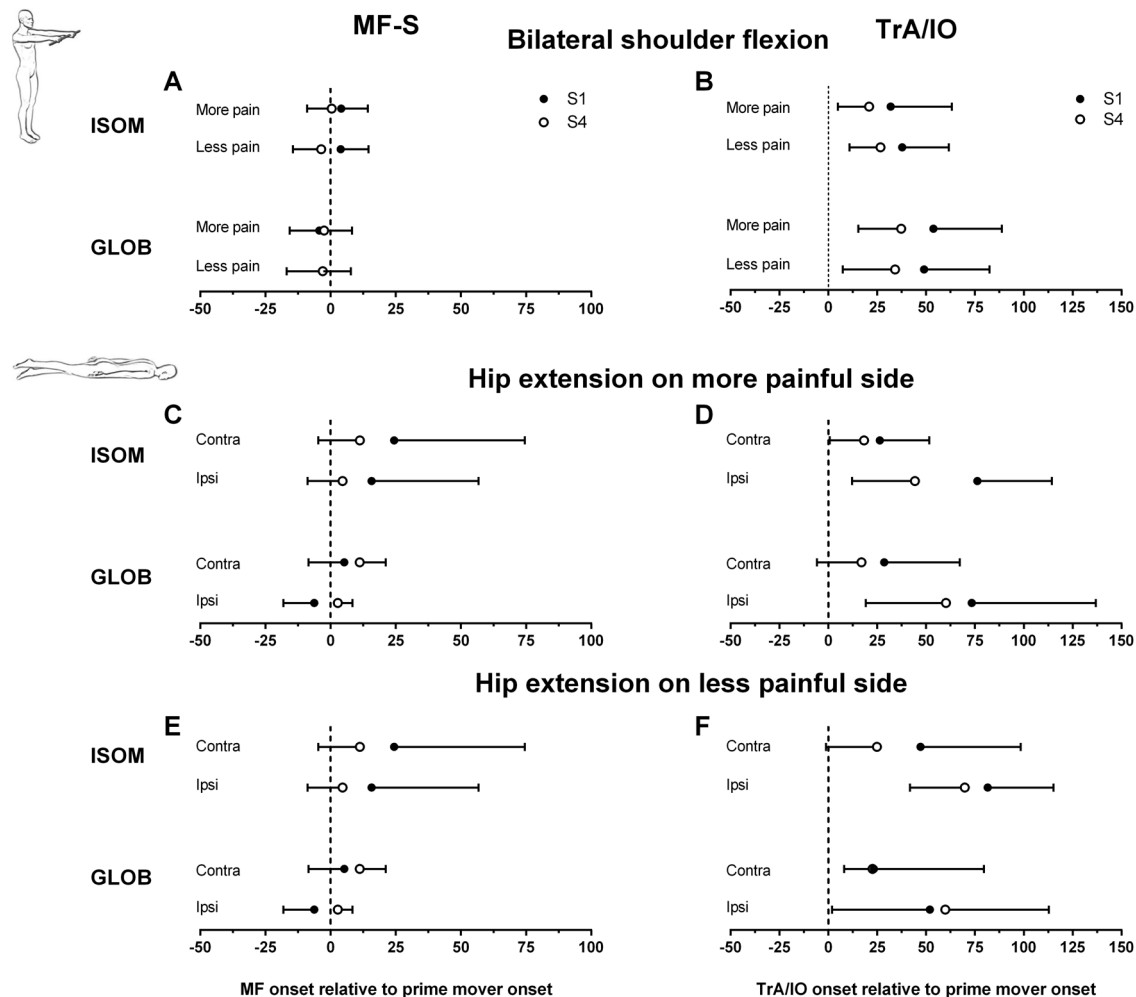 MF-S
TrA/IO
Bilateral shoulder flexion
A
B
S1
S4
S1
S4
ISOM
More pain
Less pain
More pain
Less pain
GLOB
More pain
Less pain
More pain
Less pain
-50 -25 0 25 50 75 100
-50 -25 0 25 50 75 100 125 150
Hip extension on more painful side
C
D
ISOM
Contra
Ipsi
Contra
Ipsi
GLOB
Contra
Ipsi
Contra
Ipsi
-50 -25 0 25 50 75 100
-50 -25 0 25 50 75 100 125 150
Hip extension on less painful side
E
F
ISOM
Contra
Ipsi
Contra
Ipsi
GLOB
Contra
Ipsi
Contra
Ipsi
-50 -25 0 25 50 75 100
-50 -25 0 25 50 75 100 125 150
MF onset relative to prime mover onset
TrA/IO onset relative to prime mover onset